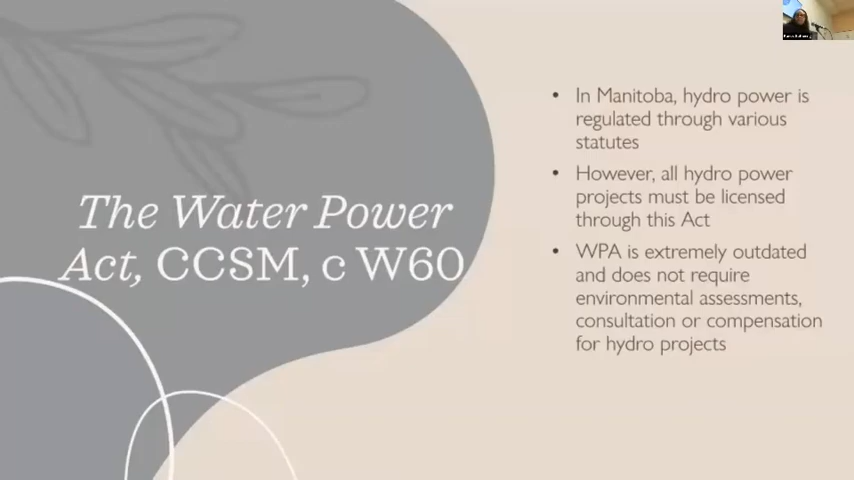 The Water Power
Act, CCSM, c W60
• In Manitoba, hydro power is
regulated through various
statutes
• However, all hydro power
projects must be licensed
through this Act
• WPA is extremely outdated
and does not require
environmental assessments,
consultation or compensation
for hydro projects